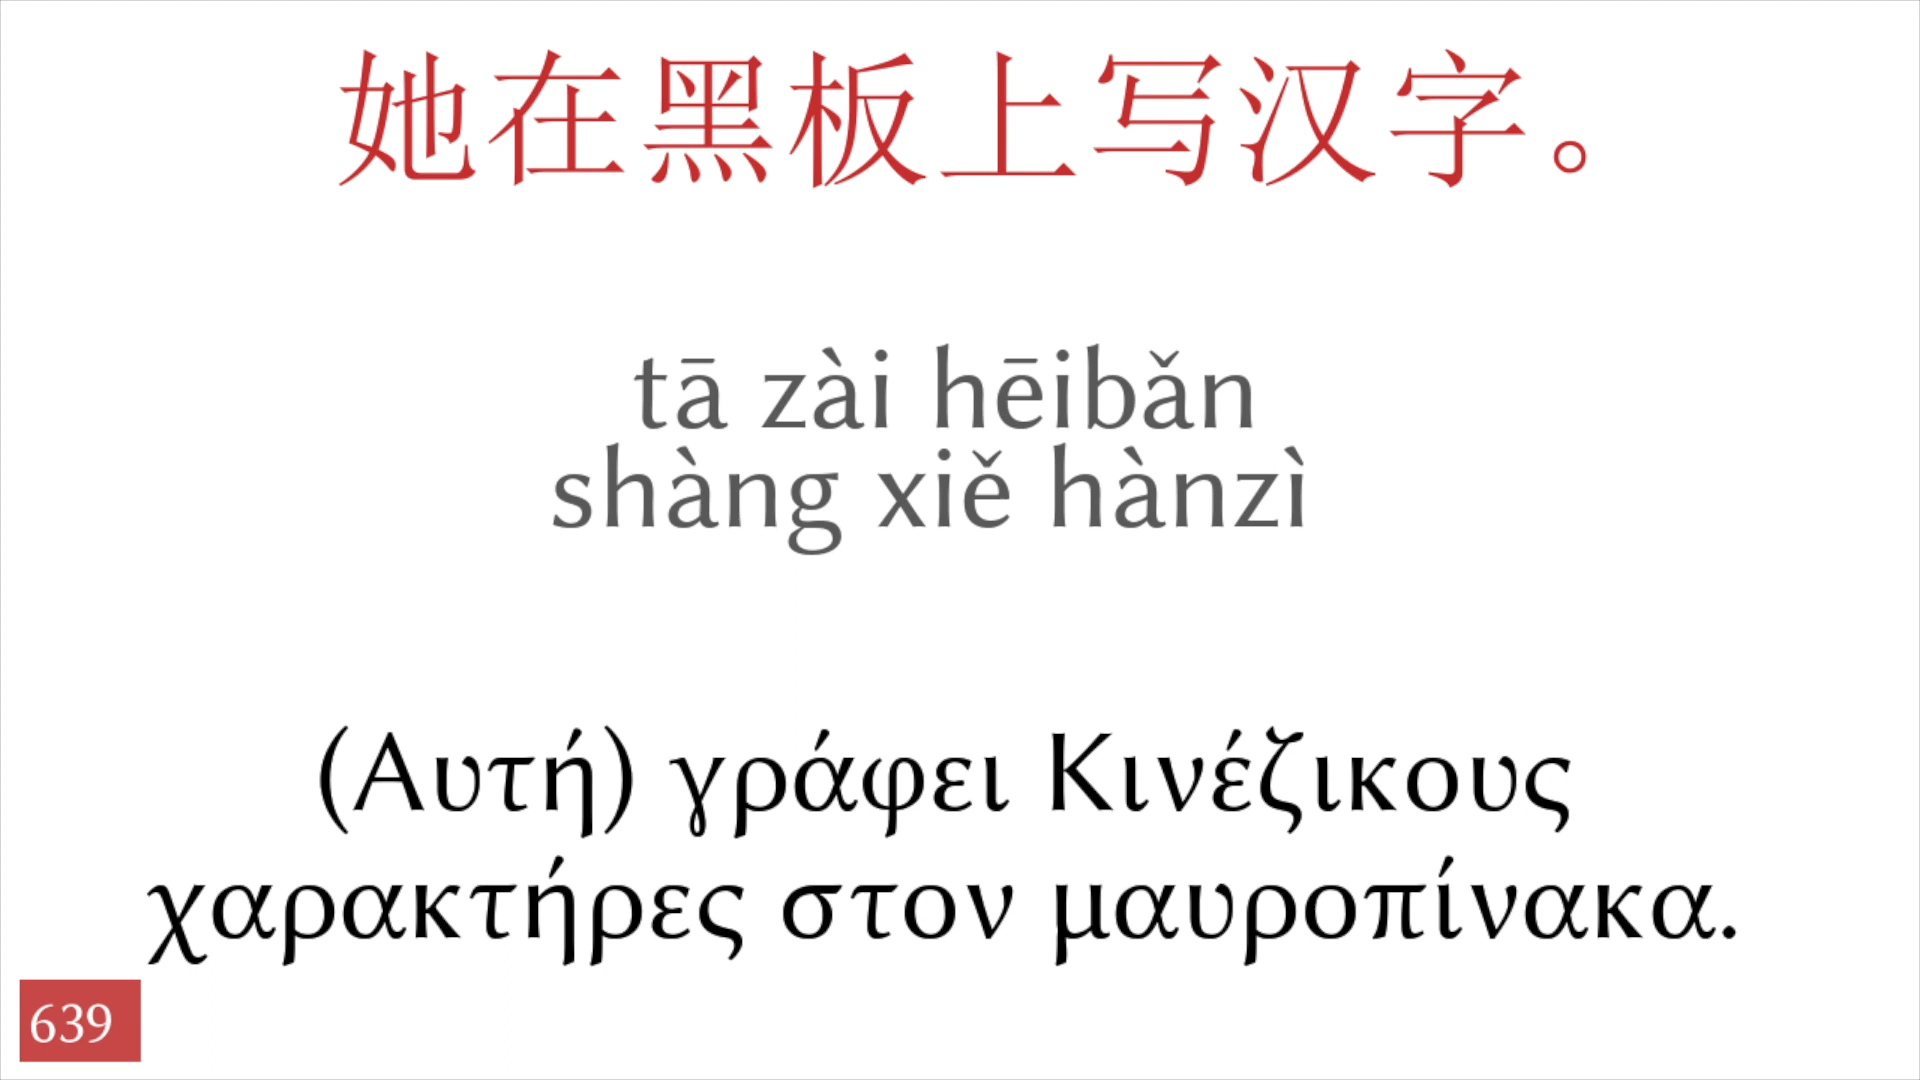 她在黑板上写汉字。
tā zài hēibǎn
shàng xiě hànzì
(Αυτή) γράφει Κινέζικους
χαρακτήρες στον μαυροπίνακα.
639